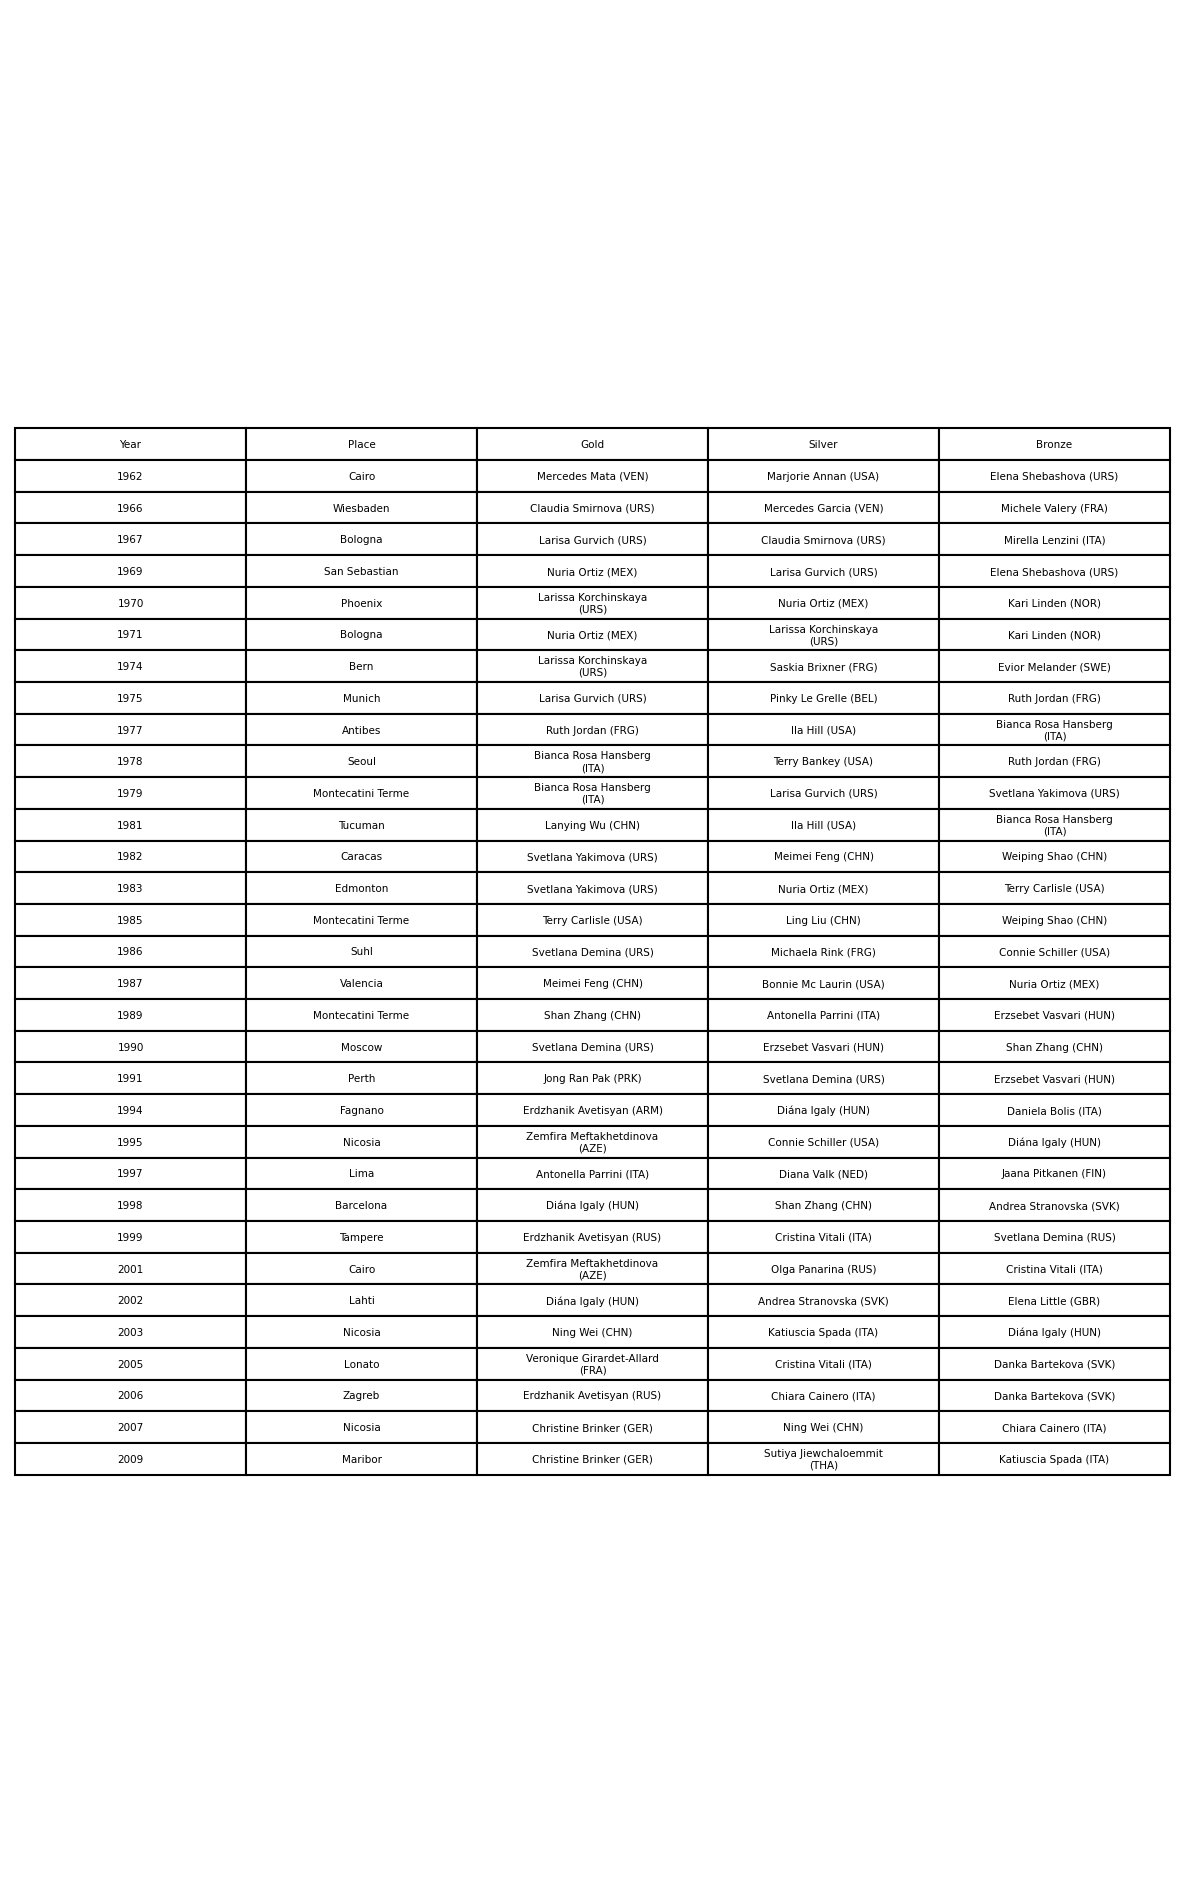 Year Place Gold Silver Bronze
1962 Cairo Mercedes Mata (VEN) Marjorie Annan (USA) Elena Shebashova (URS)
1966 Wiesbaden Claudia Smirnova (URS) Mercedes Garcia (VEN) Michele Valery (FRA)
1967 Bologna Larisa Gurvich (URS) Claudia Smirnova (URS) Mirella Lenzini (ITA)
1969 San Sebastian Nuria Ortiz (MEX) Larisa Gurvich (URS) Elena Shebashova (URS)
1970 Phoenix Larissa Korchinskaya (URS) Nuria Ortiz (MEX) Kari Linden (NOR)
1971 Bologna Nuria Ortiz (MEX) Larissa Korchinskaya (URS) Kari Linden (NOR)
1974 Bern Larissa Korchinskaya (URS) Saskia Brixner (FRG) Evior Melander (SWE)
1975 Munich Larisa Gurvich (URS) Pinky Le Grelle (BEL) Ruth Jordan (FRG)
1977 Antibes Ruth Jordan (FRG) Ila Hill (USA) Bianca Rosa Hansberg (ITA)
1978 Seoul Bianca Rosa Hansberg (ITA) Terry Bankey (USA) Ruth Jordan (FRG)
1979 Montecatini Terme Bianca Rosa Hansberg (ITA) Larisa Gurvich (URS) Svetlana Yakimova (URS)
1981 Tucuman Lanying Wu (CHN) Ila Hill (USA) Bianca Rosa Hansberg (ITA)
1982 Caracas Svetlana Yakimova (URS) Meimei Feng (CHN) Weiping Shao (CHN)
1983 Edmonton Svetlana Yakimova (URS) Nuria Ortiz (MEX) Terry Carlisle (USA)
1985 Montecatini Terme Terry Carlisle (USA) Ling Liu (CHN) Weiping Shao (CHN)
1986 Suhl Svetlana Demina (URS) Michaela Rink (FRG) Connie Schiller (USA)
1987 Valencia Meimei Feng (CHN) Bonnie Mc Laurin (USA) Nuria Ortiz (MEX)
1989 Montecatini Terme Shan Zhang (CHN) Antonella Parrini (ITA) Erzsebet Vasvari (HUN)
1990 Moscow Svetlana Demina (URS) Erzsebet Vasvari (HUN) Shan Zhang (CHN)
1991 Perth Jong Ran Pak (PRK) Svetlana Demina (URS) Erzsebet Vasvari (HUN)
1994 Fagnano Erdzhanik Avetisyan (ARM) Diána Igaly (HUN) Daniela Bolis (ITA)
1995 Nicosia Zemfira Meftakhetdinova (AZE) Connie Schiller (USA) Diána Igaly (HUN)
1997 Lima Antonella Parrini (ITA) Diana Valk (NED) Jaana Pitkanen (FIN)
1998 Barcelona Diána Igaly (HUN) Shan Zhang (CHN) Andrea Stranovska (SVK)
1999 Tampere Erdzhanik Avetisyan (RUS) Cristina Vitali (ITA) Svetlana Demina (RUS)
2001 Cairo Zemfira Meftakhetdinova (AZE) Olga Panarina (RUS) Cristina Vitali (ITA)
2002 Lahti Diána Igaly (HUN) Andrea Stranovska (SVK) Elena Little (GBR)
2003 Nicosia Ning Wei (CHN) Katiuscia Spada (ITA) Diána Igaly (HUN)
2005 Lonato Veronique Girardet-Allard (FRA) Cristina Vitali (ITA) Danka Bartekova (SVK)
2006 Zagreb Erdzhanik Avetisyan (RUS) Chiara Cainero (ITA) Danka Bartekova (SVK)
2007 Nicosia Christine Brinker (GER) Ning Wei (CHN) Chiara Cainero (ITA)
2009 Maribor Christine Brinker (GER) Sutiya Jiewchaloemmit (THA) Katiuscia Spada (ITA)